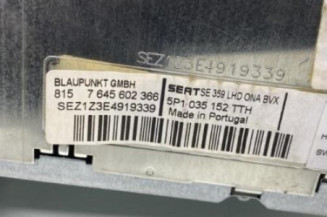 SEZ1Z3E4919339
BLAUPUNKT GMBH
815 7 645 602 366
SEZ1Z3E4919339
SEAT SE 359 LHD ONA BVX
5P1 035 152 TTH
Made in Portugal